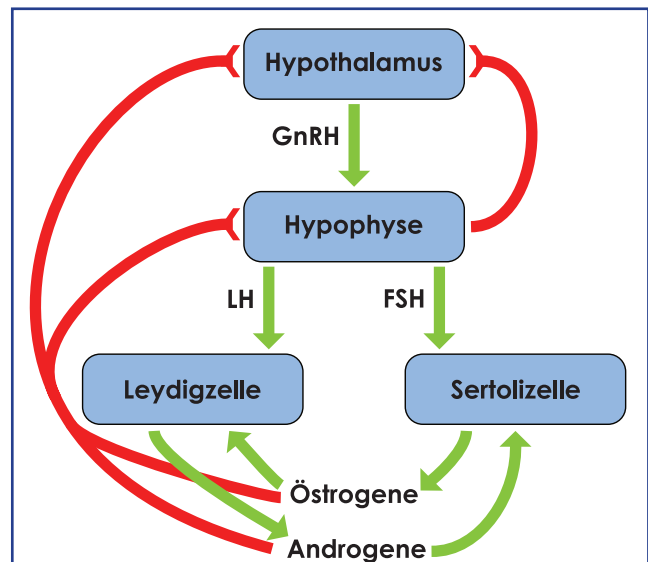 Hypothalamus
GnRH
Hypophyse
LH
FSH
Leydigzelle
Sertolizelle
Östrogene
Androgene